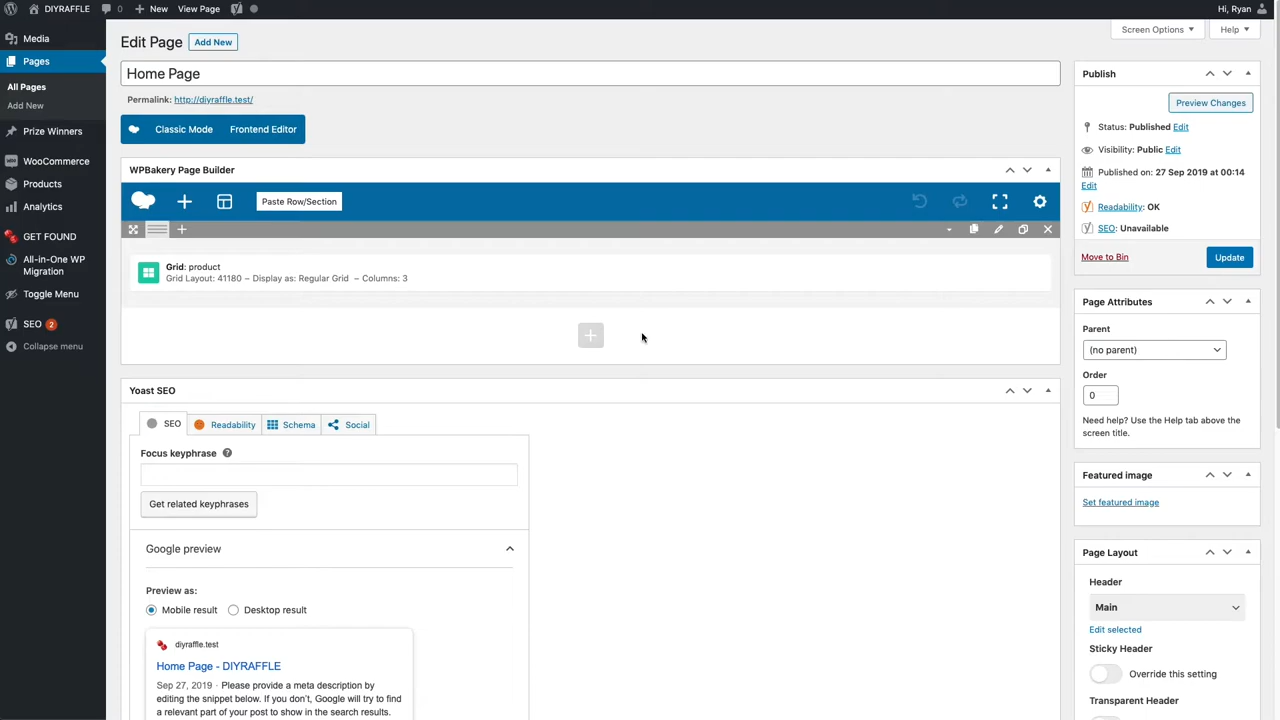 DIYRAFFLE
0
New
View Page
Hi, Ryan
Media
Pages
All Pages
Add New
Prize Winners
WooCommerce
Products
Analytics
GET FOUND
All-in-One WP
Migration
Toggle Menu
SEO 2
Collapse menu
Screen Options
Help
Edit Page
Add New
Home Page
Permalink: http://diyraffle.test/
Classic Mode
Frontend Editor
WPBakery Page Builder
Paste Row/Section
Grid: product
Grid Layout: 41180 – Display as: Regular Grid – Columns: 3
Yoast SEO
SEO
Readability
Schema
Social
Focus keyphrase
Get related keyphrases
Google preview
Preview as:
Mobile result
Desktop result
diyraffle.test
Home Page - DIYRAFFLE
Sep 27, 2019 · Please provide a meta description by
editing the snippet below. If you don't, Google will try to find
a relevant part of your post to show in the search results.
Publish
Preview Changes
Status: Published Edit
Visibility: Public Edit
Published on: 27 Sep 2019 at 00:14
Edit
Readability: OK
SEO: Unavailable
Move to Bin
Update
Page Attributes
Parent
(no parent)
Order
0
Need help? Use the Help tab above the
screen title.
Featured image
Set featured image
Page Layout
Header
Main
Edit selected
Sticky Header
Override this setting
Transparent Header